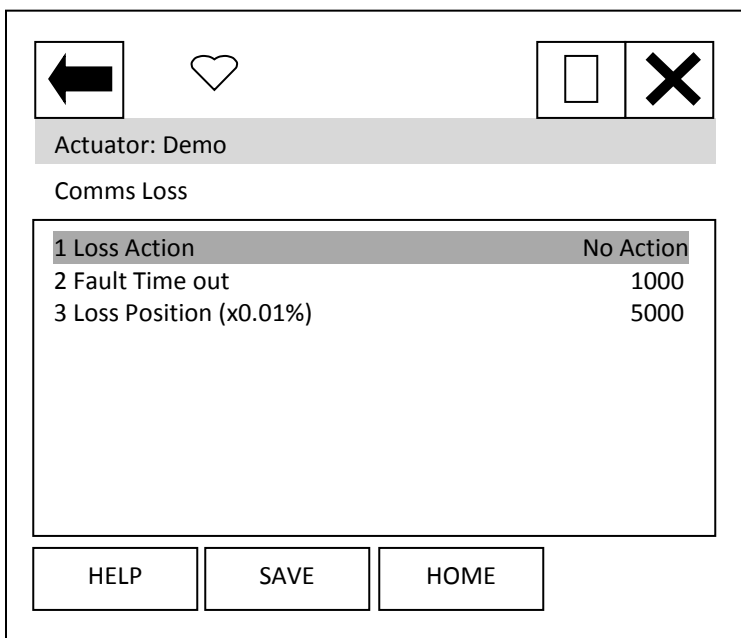 Actuator: Demo
Comms Loss
1 Loss Action No Action
2 Fault Time out 1000
3 Loss Position (x0.01%) 5000
HELP SAVE HOME